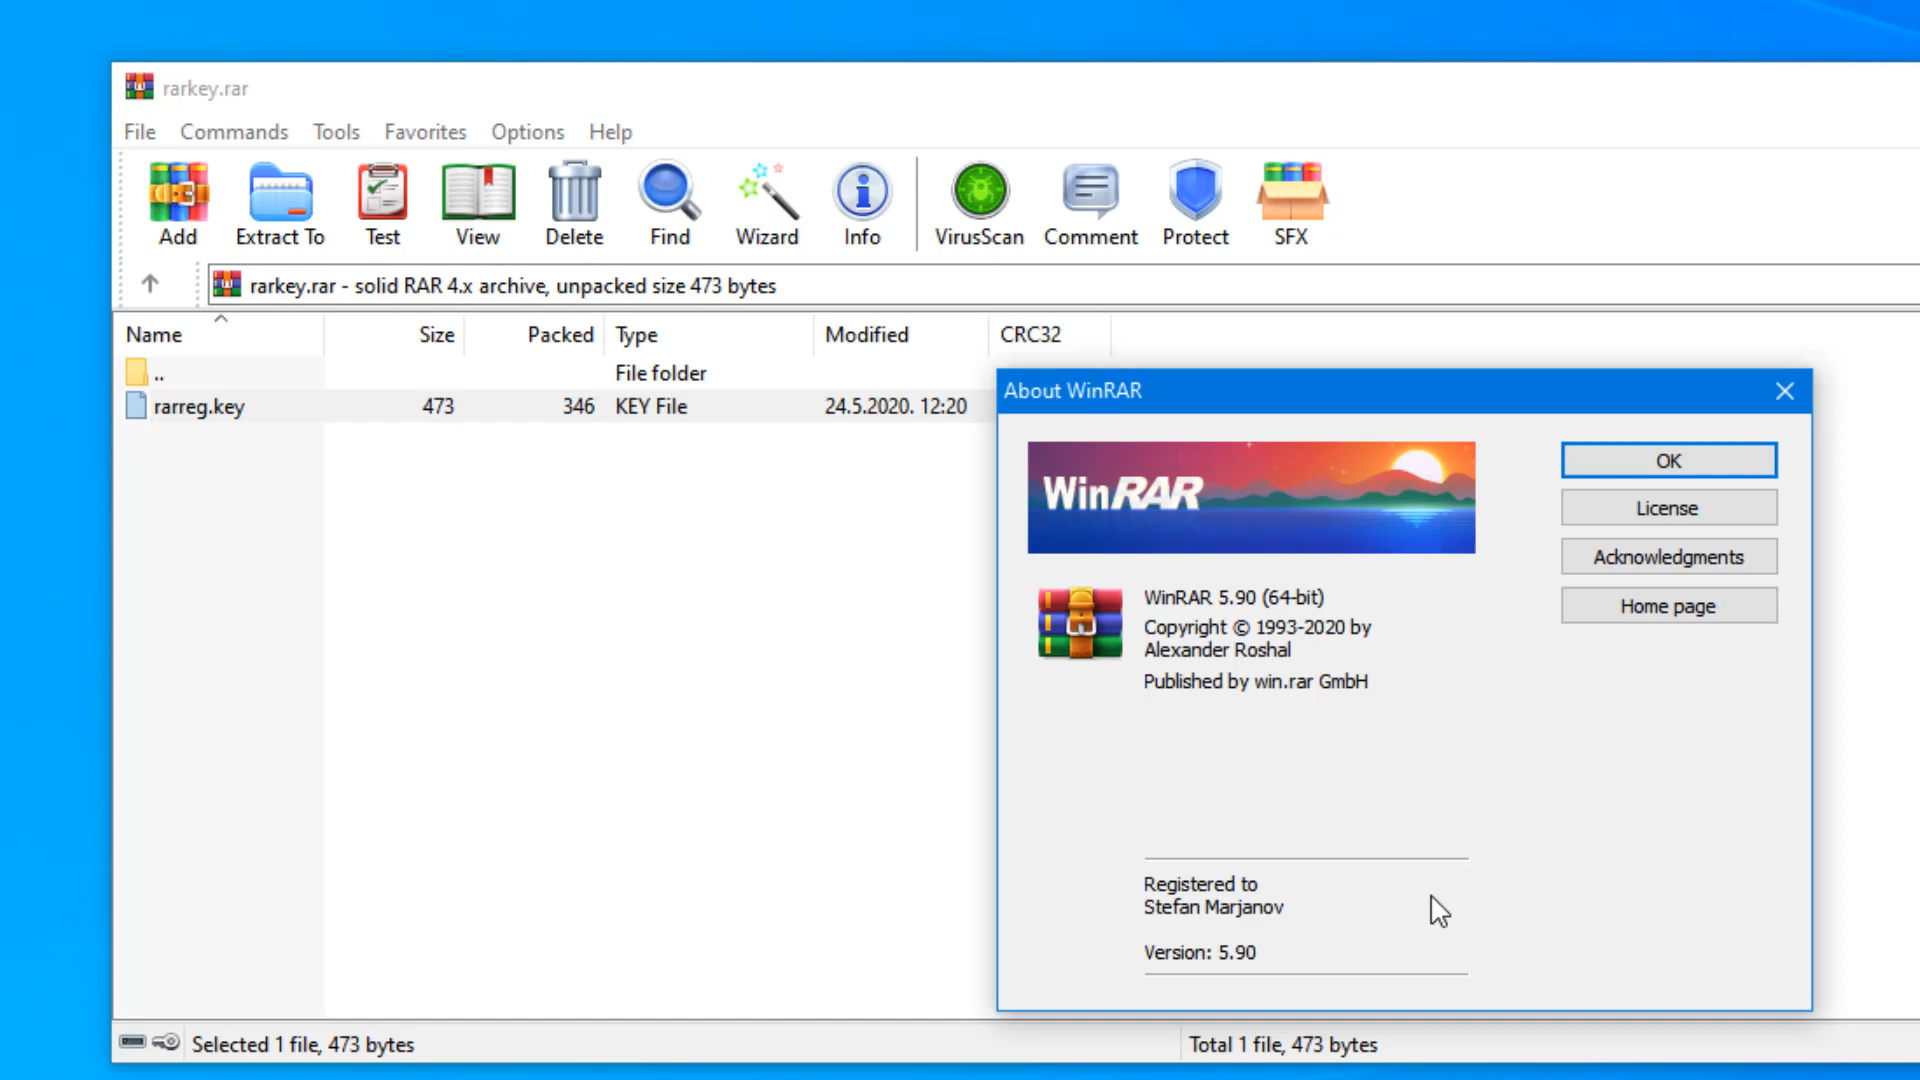 rarkey.rar
File Commands Tools Favorites Options Help
Add Extract To Test View Delete Find Wizard Info VirusScan Comment Protect SFX
rarkey.rar - solid RAR 4.x archive, unpacked size 473 bytes
Name Size Packed Type Modified CRC32
.. File folder
rarreg.key 473 346 KEY File 24.5.2020. 12:20
About WinRAR
WinRAR
OK
License
Acknowledgments
Home page
WinRAR 5.90 (64-bit)
Copyright © 1993-2020 by
Alexander Roshal
Published by win.rar GmbH
Registered to
Stefan Marjanov
Version: 5.90
Selected 1 file, 473 bytes
Total 1 file, 473 bytes